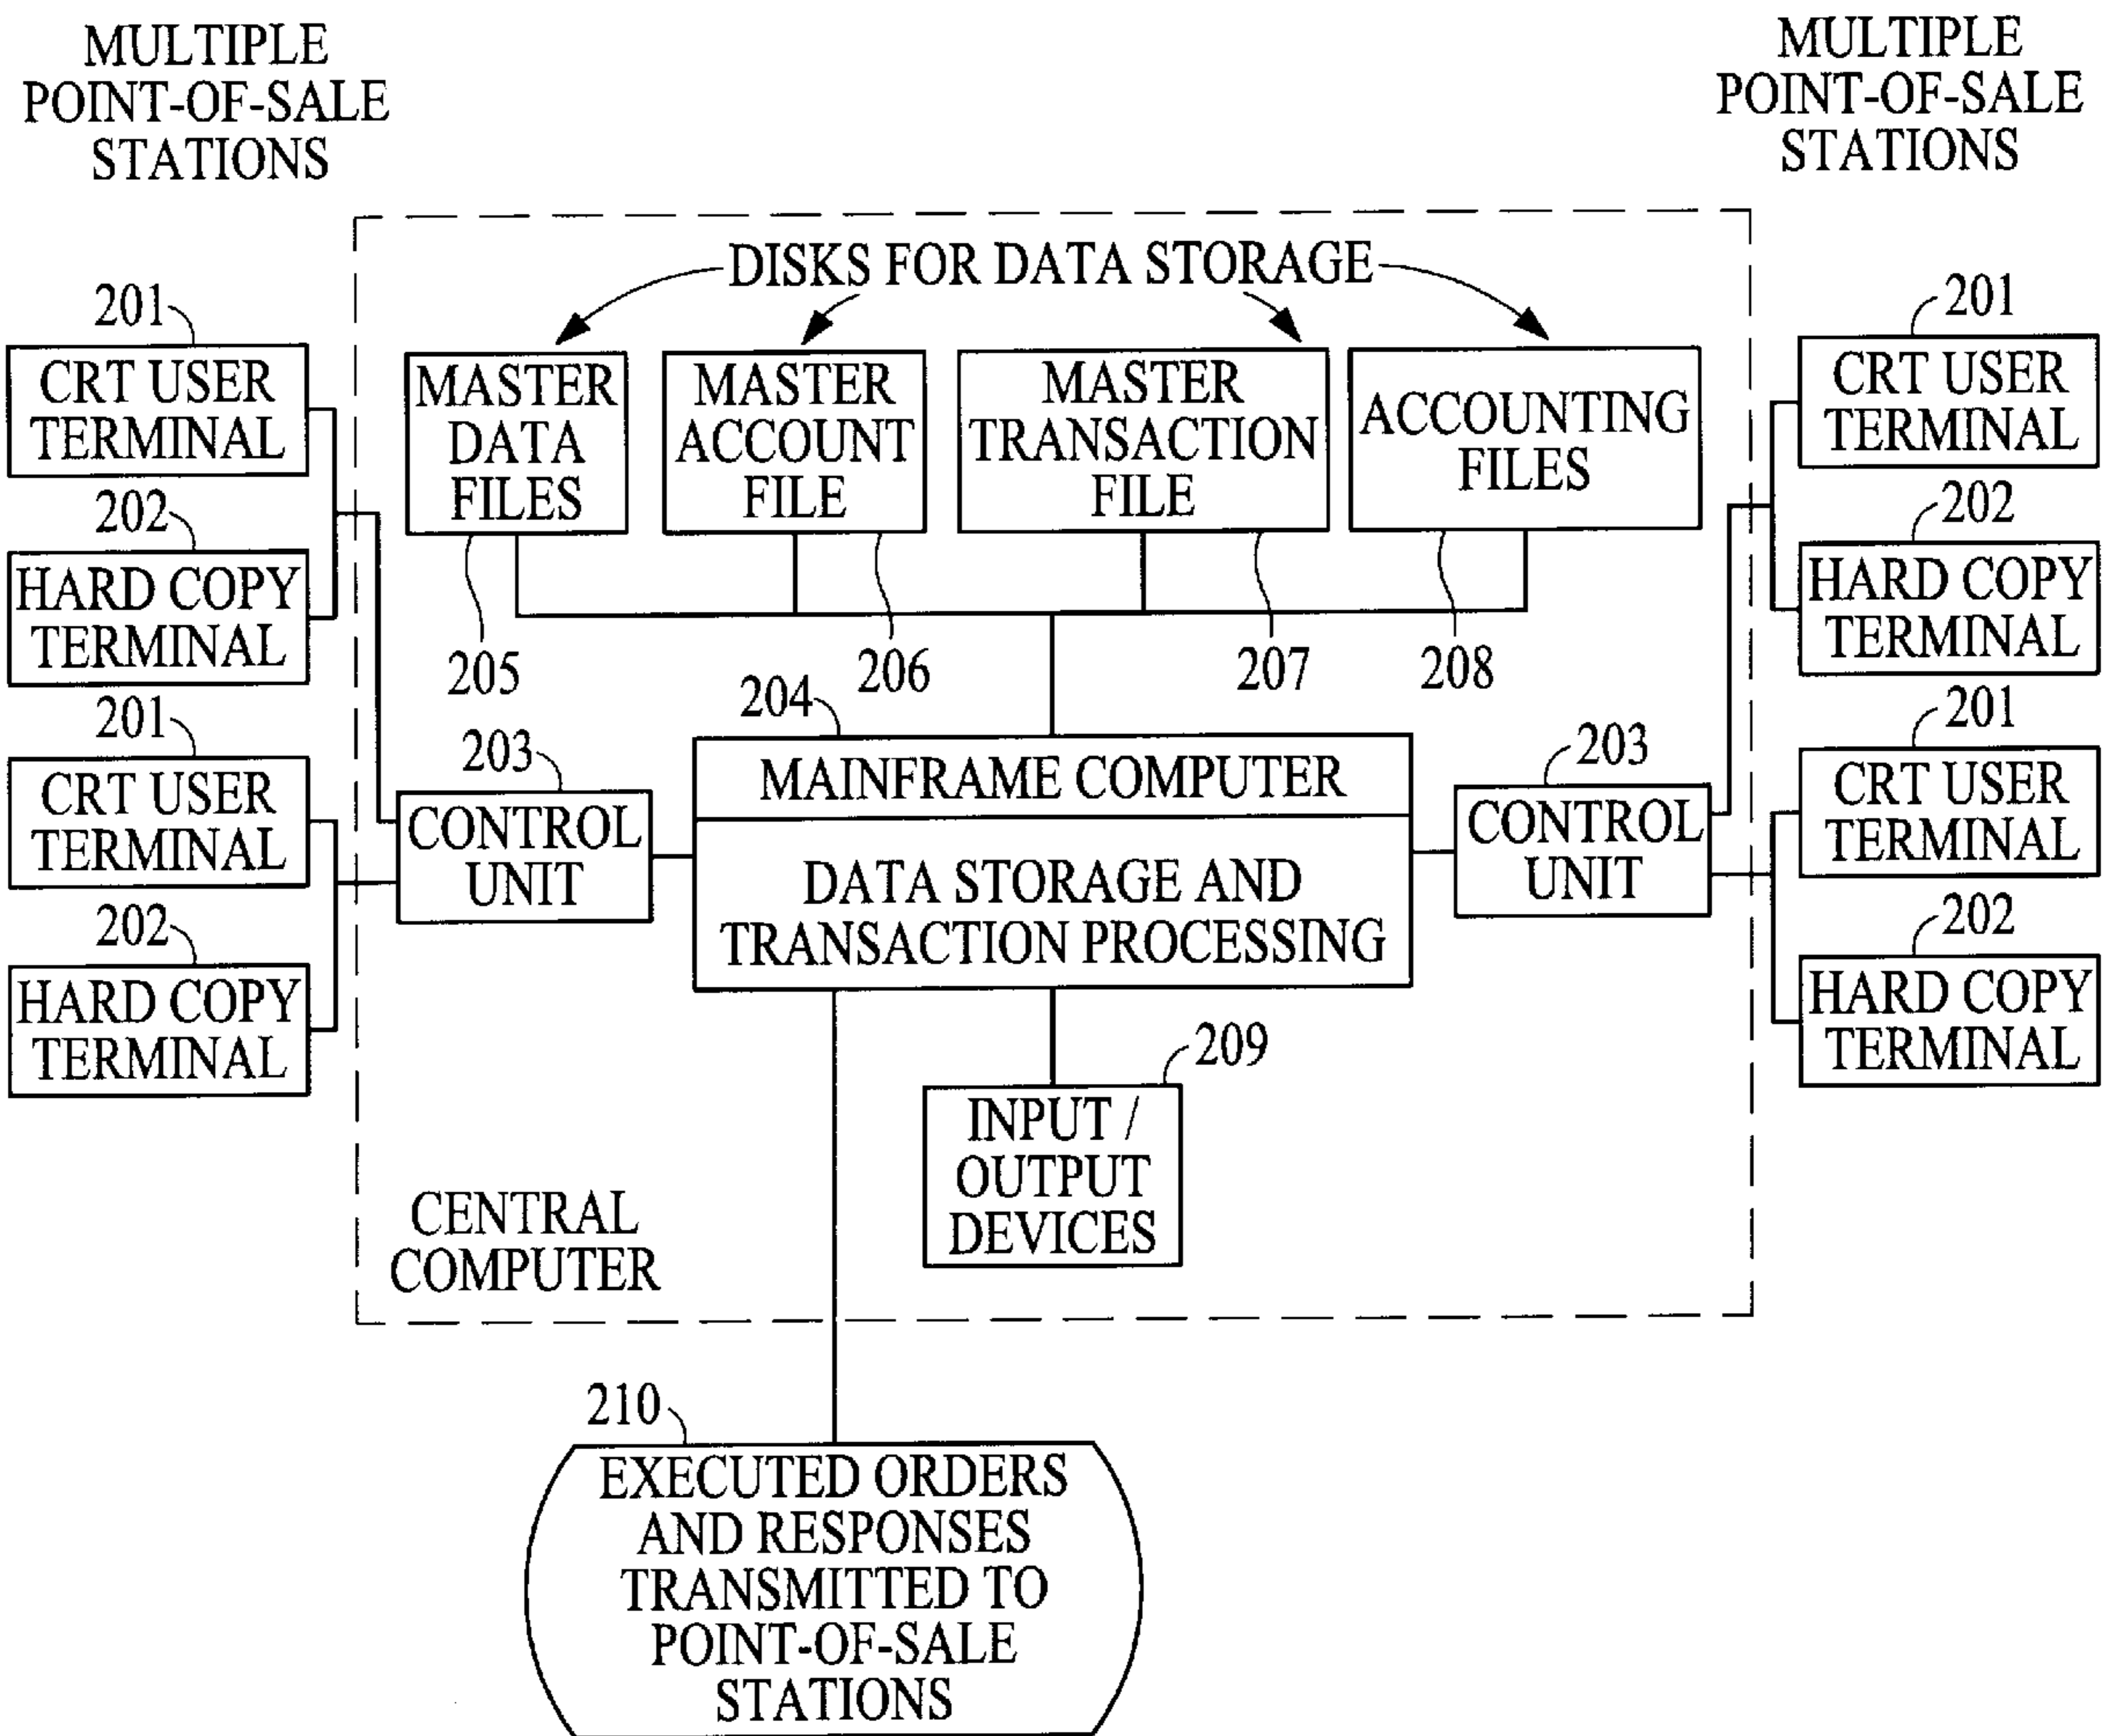 MULTIPLE
POINT-OF-SALE
STATIONS
MULTIPLE
POINT-OF-SALE
STATIONS
DISKS FOR DATA STORAGE
201
CRT USER
TERMINAL
202
HARD COPY
TERMINAL
201
CRT USER
TERMINAL
202
HARD COPY
TERMINAL
MASTER
DATA
FILES
205
MASTER
ACCOUNT
FILE
206
MASTER
TRANSACTION
FILE
207
ACCOUNTING
FILES
208
203
CONTROL
UNIT
204
MAINFRAME COMPUTER
DATA STORAGE AND
TRANSACTION PROCESSING
203
CONTROL
UNIT
201
CRT USER
TERMINAL
202
HARD COPY
TERMINAL
201
CRT USER
TERMINAL
202
HARD COPY
TERMINAL
209
INPUT /
OUTPUT
DEVICES
CENTRAL
COMPUTER
210
EXECUTED ORDERS
AND RESPONSES
TRANSMITTED TO
POINT-OF-SALE
STATIONS